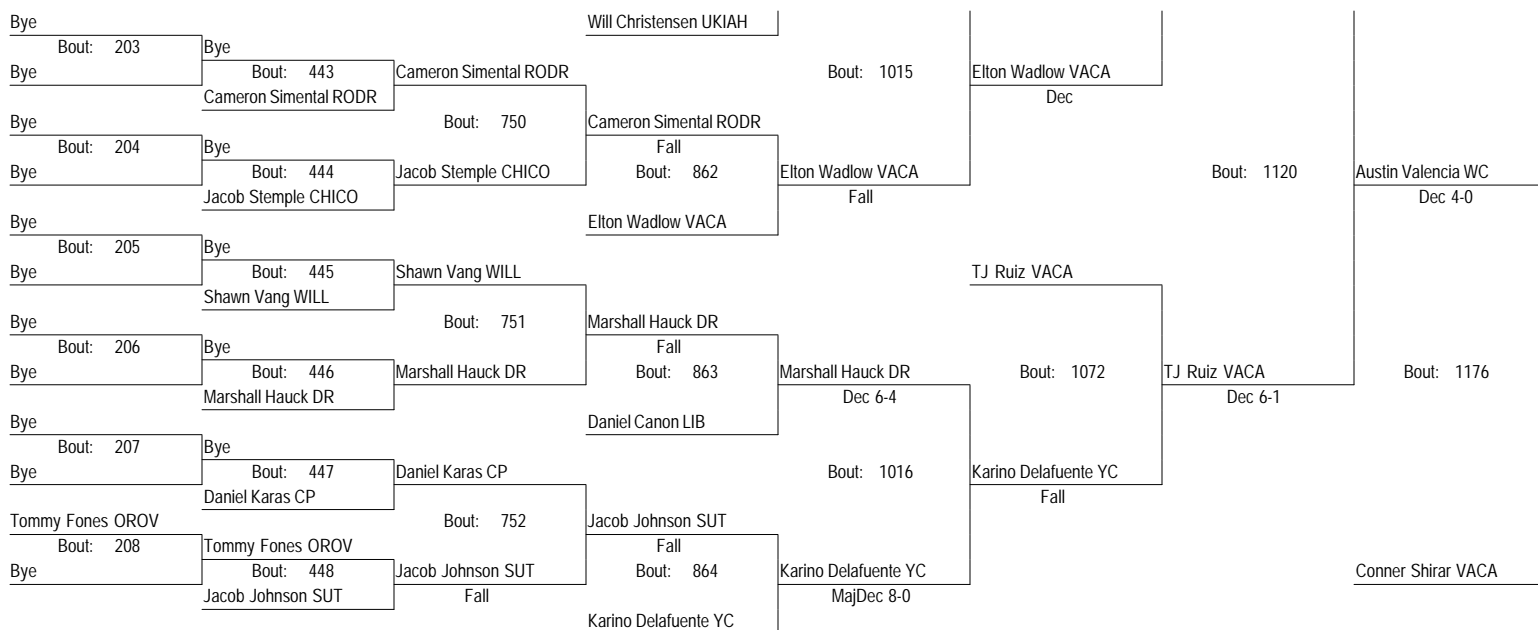 Bye Will Christensen UKIAH
Bout: 203 Bye
Bye Bout: 443 Cameron Simental RODR Bout: 1015 Elton Wadlow VACA
Cameron Simental RODR Dec
Bye Bout: 750 Cameron Simental RODR
Bout: 204 Bye Fall
Bye Bout: 444 Jacob Stemple CHICO Bout: 862 Elton Wadlow VACA Bout: 1120 Austin Valencia WC
Jacob Stemple CHICO Fall Dec 4-0
Bye Elton Wadlow VACA
Bout: 205 Bye
Bye Bout: 445 Shawn Vang WILL TJ Ruiz VACA
Shawn Vang WILL
Bye Bout: 751 Marshall Hauck DR
Bout: 206 Bye Fall
Bye Bout: 446 Marshall Hauck DR Bout: 863 Marshall Hauck DR Bout: 1072 TJ Ruiz VACA Bout: 1176
Marshall Hauck DR Dec 6-4 Dec 6-1
Bye Daniel Canon LIB
Bout: 207 Bye
Bye Bout: 447 Daniel Karas CP Bout: 1016 Karino Delafuente YC
Daniel Karas CP Fall
Tommy Fones OROV Bout: 752 Jacob Johnson SUT
Bout: 208 Tommy Fones OROV Fall
Bye Bout: 448 Jacob Johnson SUT Bout: 864 Karino Delafuente YC Conner Shirar VACA
Jacob Johnson SUT Fall MajDec 8-0
Karino Delafuente YC